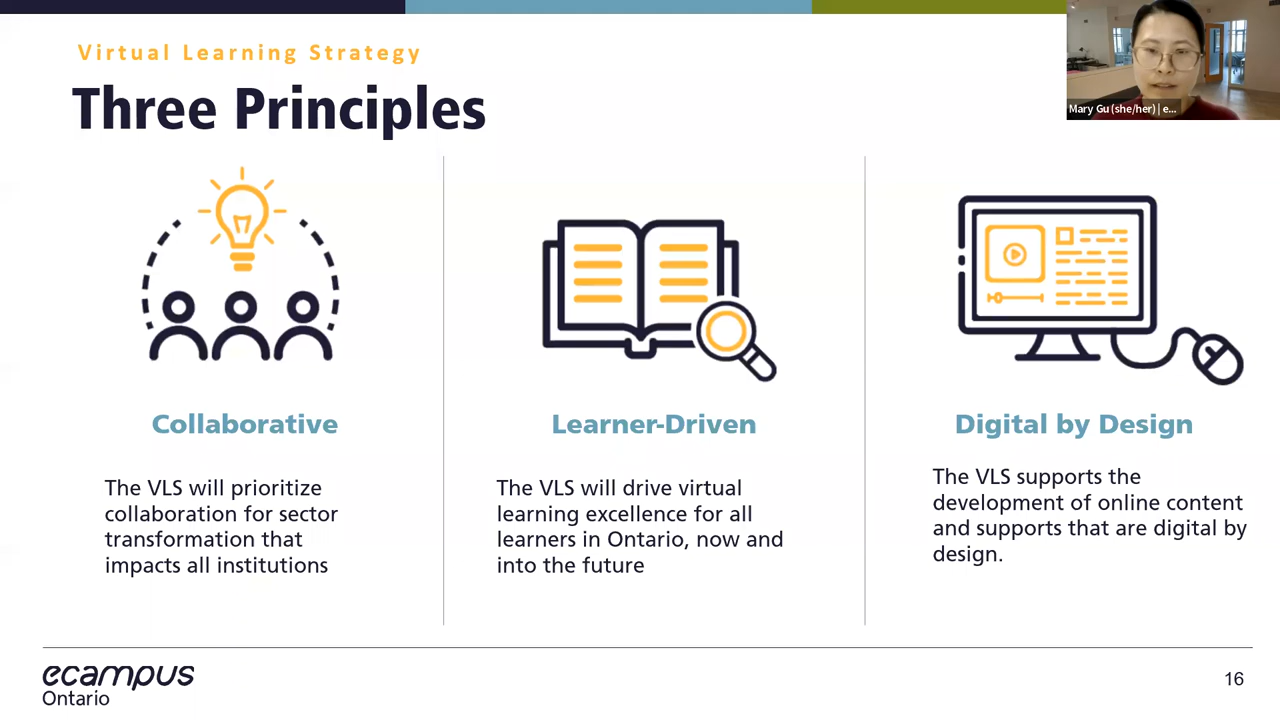 Virtual Learning Strategy
Three Principles
Mary Gu (she/her) | e...
Collaborative
The VLS will prioritize
collaboration for sector
transformation that
impacts all institutions
Learner-Driven
The VLS will drive virtual
learning excellence for all
learners in Ontario, now and
into the future
Digital by Design
The VLS supports the
development of online content
and supports that are digital by
design.
ecampus
Ontario
16